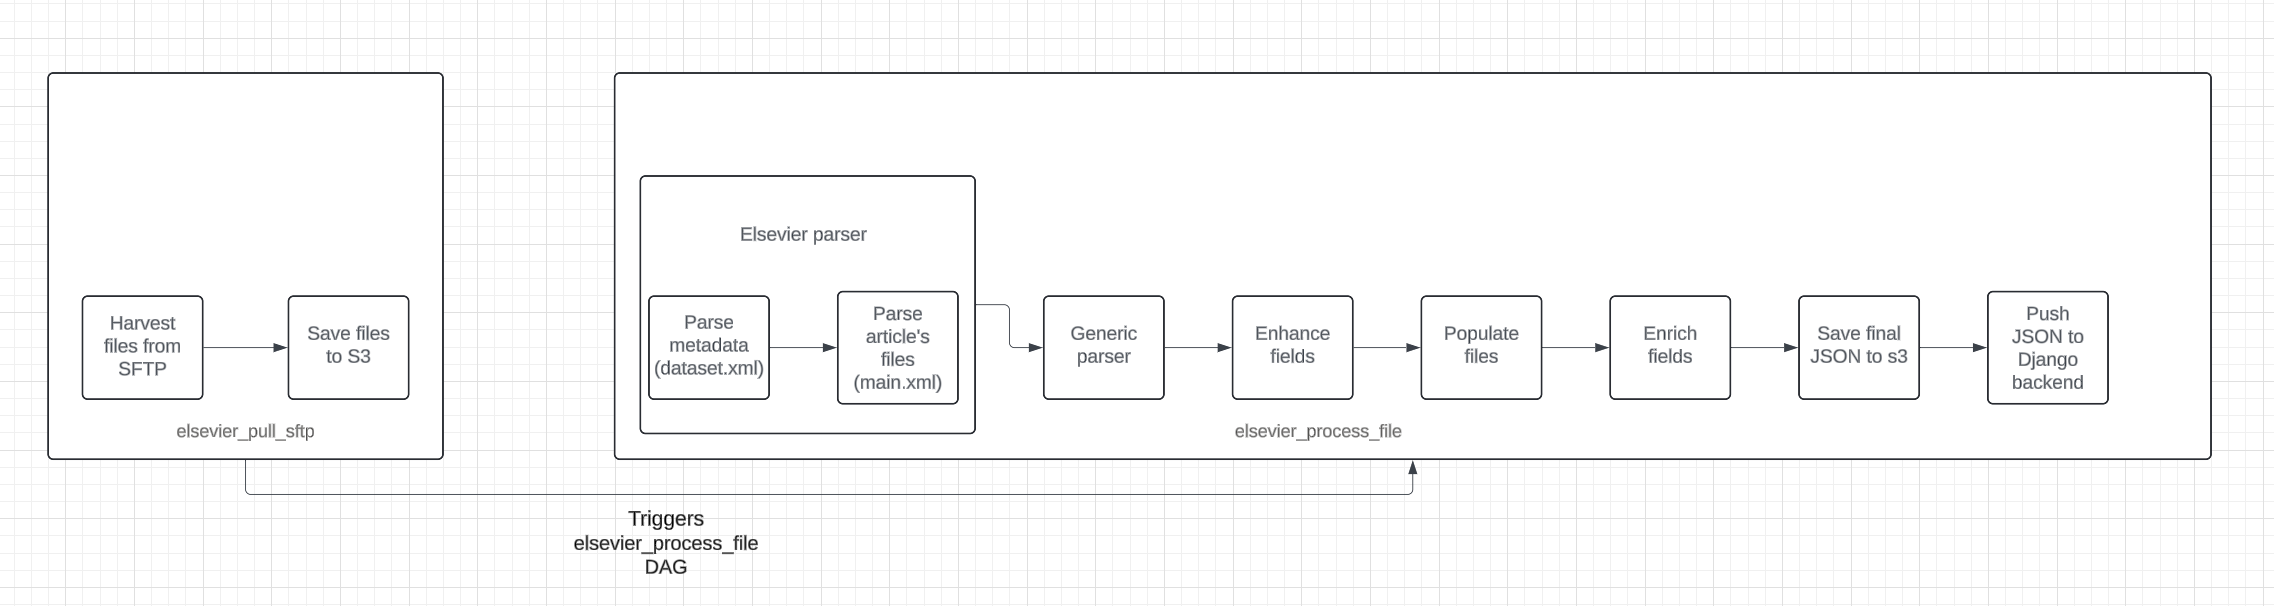 Harvest
files from
SFTP
Save files
to S3
elsevier_pull_sftp
Elsevier parser
Parse
metadata
(dataset.xml)
Parse
article's
files
(main.xml)
Generic
parser
Enhance
fields
Populate
files
Enrich
fields
Save final
JSON to s3
Push
JSON to
Django
backend
elsevier_process_file
Triggers
elsevier_process_file
DAG